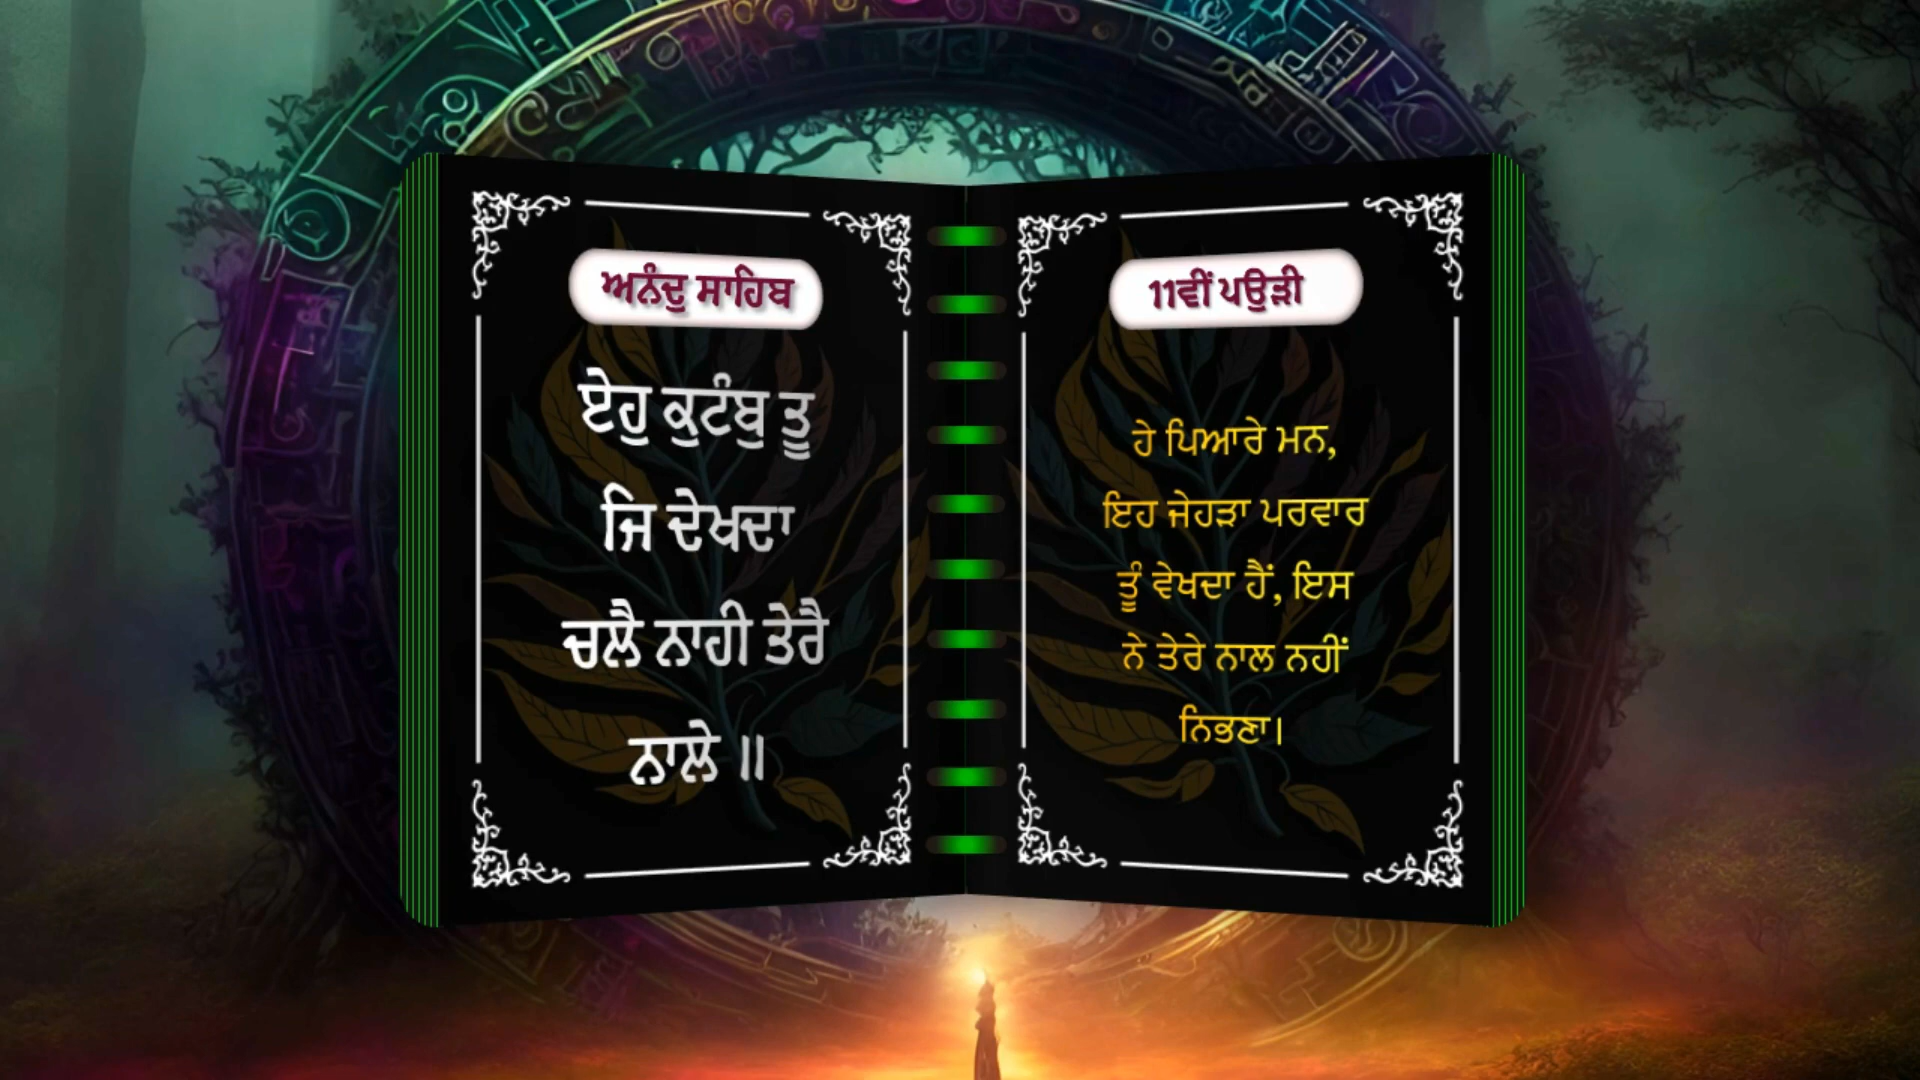 ਅਨੰਦੁ ਸਾਹਿਬ
ਏਹੁ ਕੁਟੰਬੁ ਤੂ
ਜਿ ਦੇਖਦਾ
ਚਲੈ ਨਾਹੀ ਤੇਰੈ
ਨਾਲੇ ॥
11ਵੀਂ ਪਉੜੀ
ਹੇ ਪਿਆਰੇ ਮਨ,
ਇਹ ਜੇਹੜਾ ਪਰਵਾਰ
ਤੂੰ ਵੇਖਦਾ ਹੈਂ, ਇਸ
ਨੇ ਤੇਰੇ ਨਾਲ ਨਹੀਂ
ਨਿਭਣਾ।